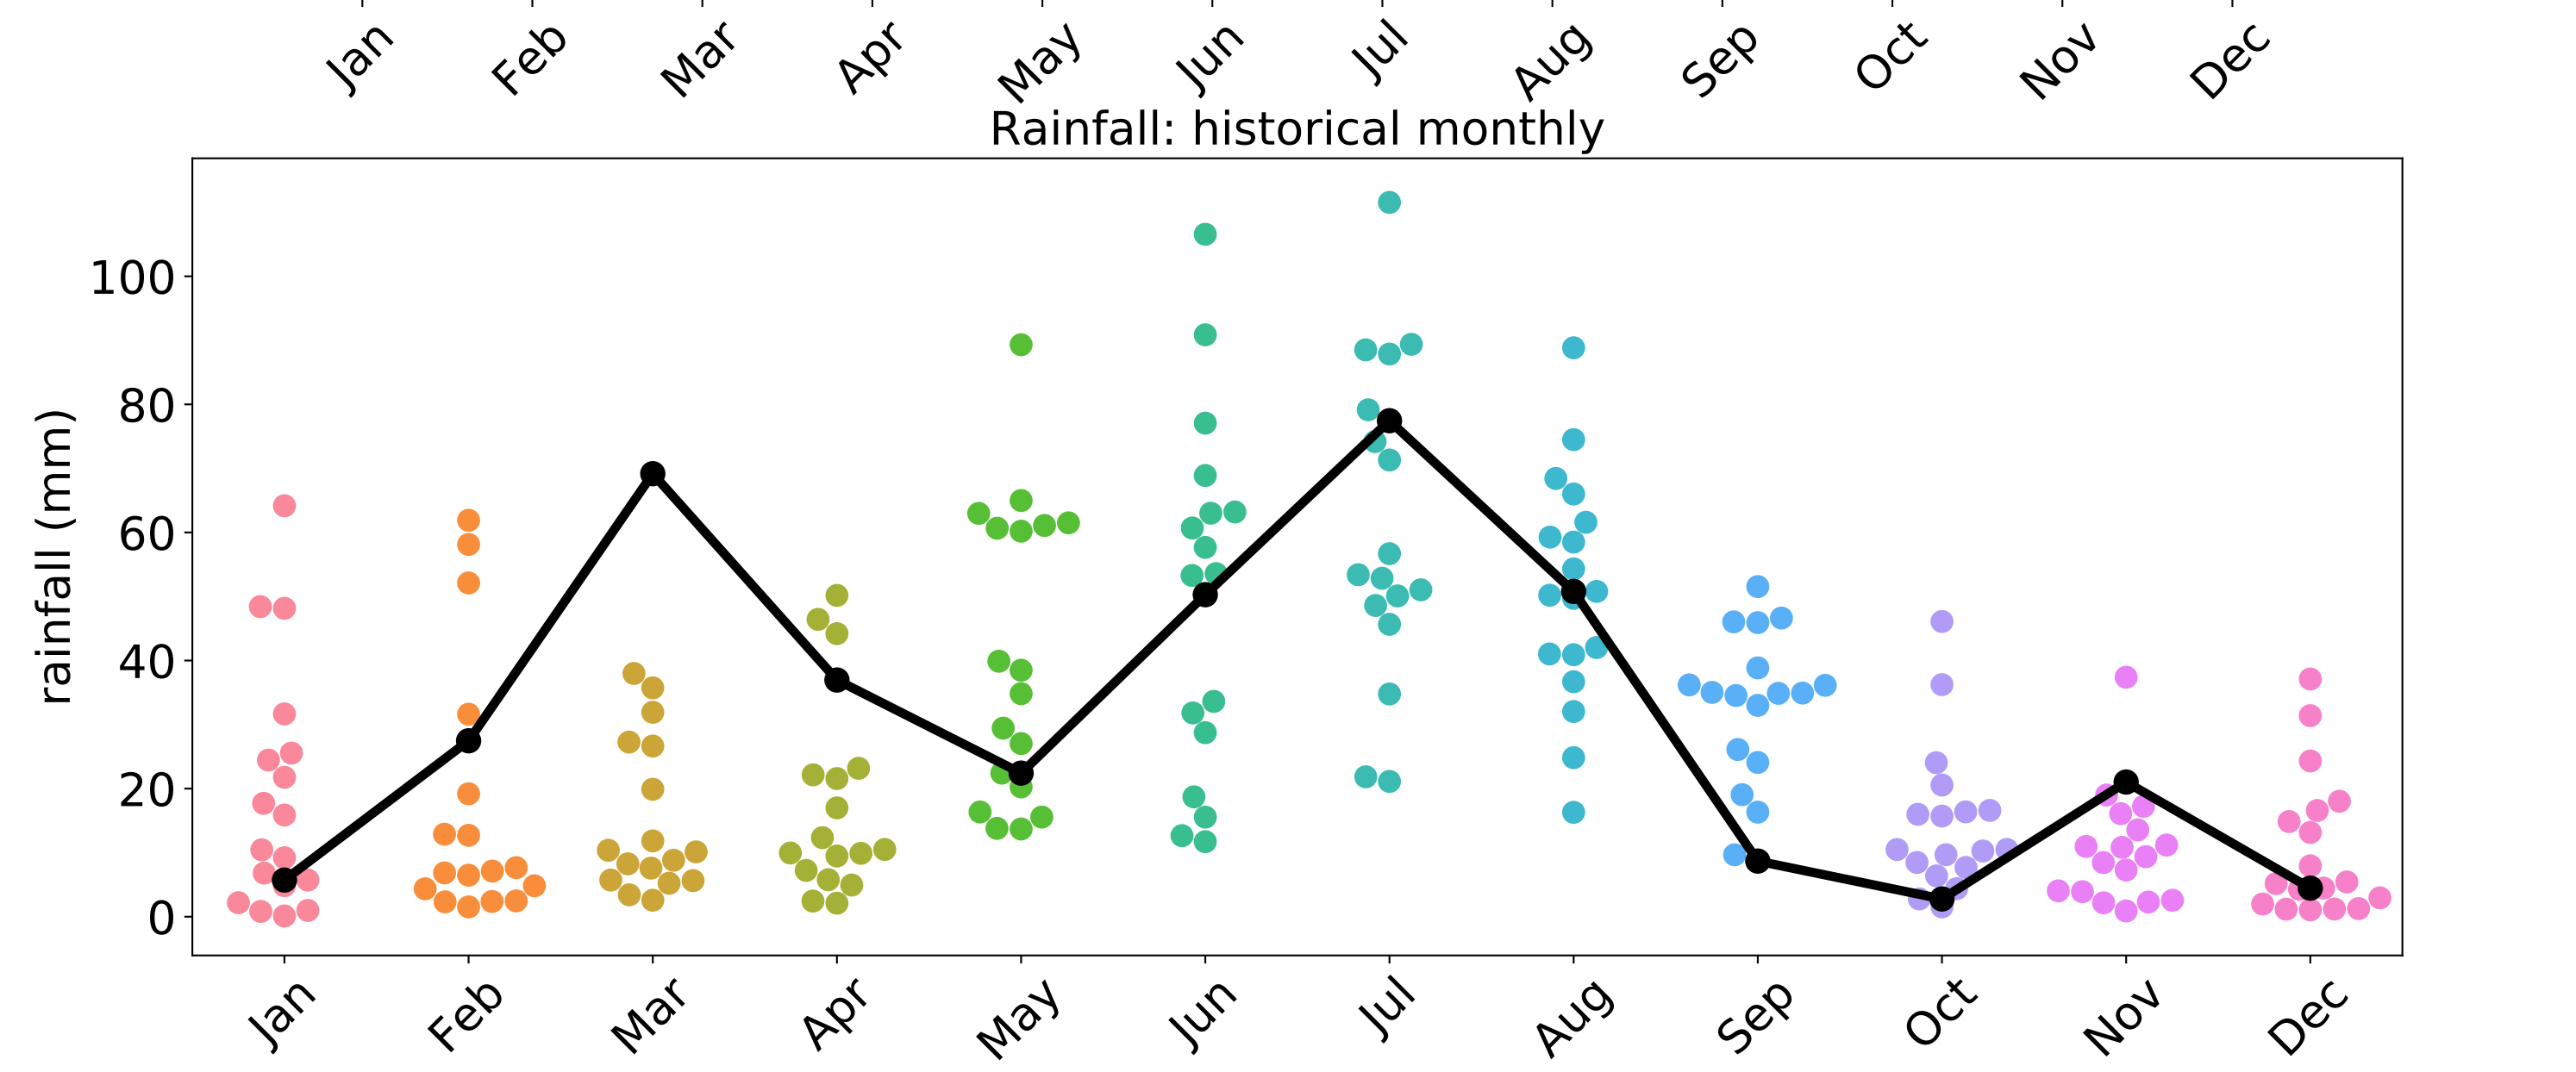 Jan Feb Mar Apr May Jun Jul Aug Sep Oct Nov Dec
Rainfall: historical monthly
rainfall (mm)
100
80
60
40
20
0
Jan Feb Mar Apr May Jun Jul Aug Sep Oct Nov Dec